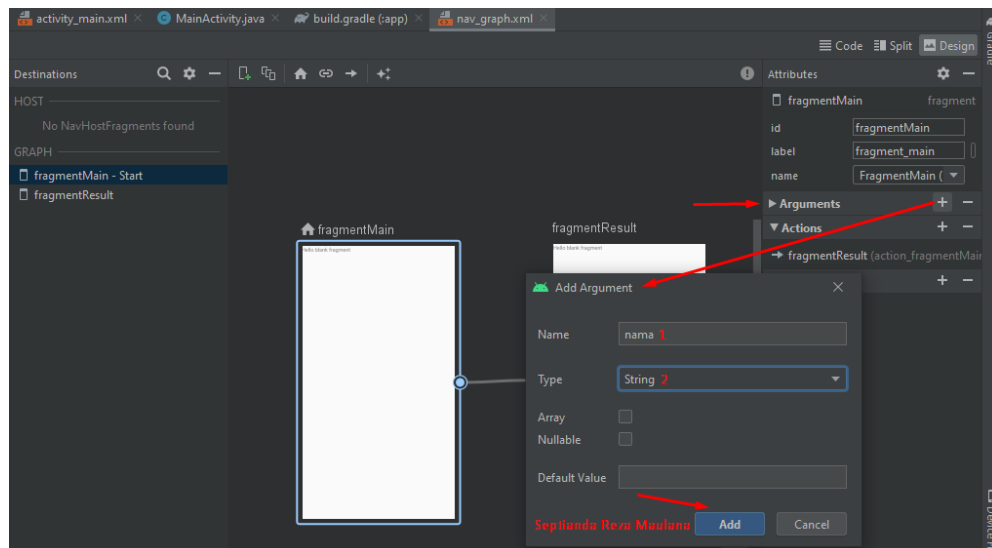 activity_main.xml
MainActivity.java
build.gradle (:app)
nav_graph.xml
Code Split Design
Gradle
Destinations
Attributes
HOST
No NavHostFragments found
GRAPH
fragmentMain - Start
fragmentResult
fragmentMain fragment
id fragmentMain
label fragment_main
name FragmentMain (
Arguments
Actions
fragmentResult (action_fragmentMain
fragmentMain
Hello blank fragment
fragmentResult
Hello blank fragment
Add Argument
Name nama 1
Type String 2
Array
Nullable
Default Value
Septianda Reza Maulana Add Cancel